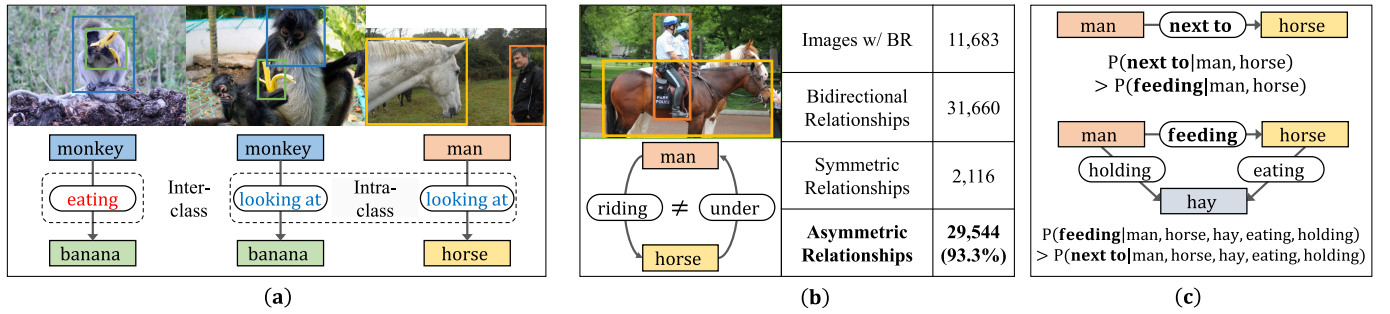 monkey
eating
banana
Inter-
class
monkey
looking at
banana
Intra-
class
man
looking at
horse
(a)
PARK
POLICE
man
riding ≠ under
horse
Images w/ BR 11,683
Bidirectional
Relationships 31,660
Symmetric
Relationships 2,116
Asymmetric
Relationships
29,544
(93.3%)
(b)
man next to horse
P(next to|man, horse)
> P(feeding|man, horse)
man feeding horse
holding eating
hay
P(feeding|man, horse, hay, eating, holding)
> P(next to|man, horse, hay, eating, holding)
(c)